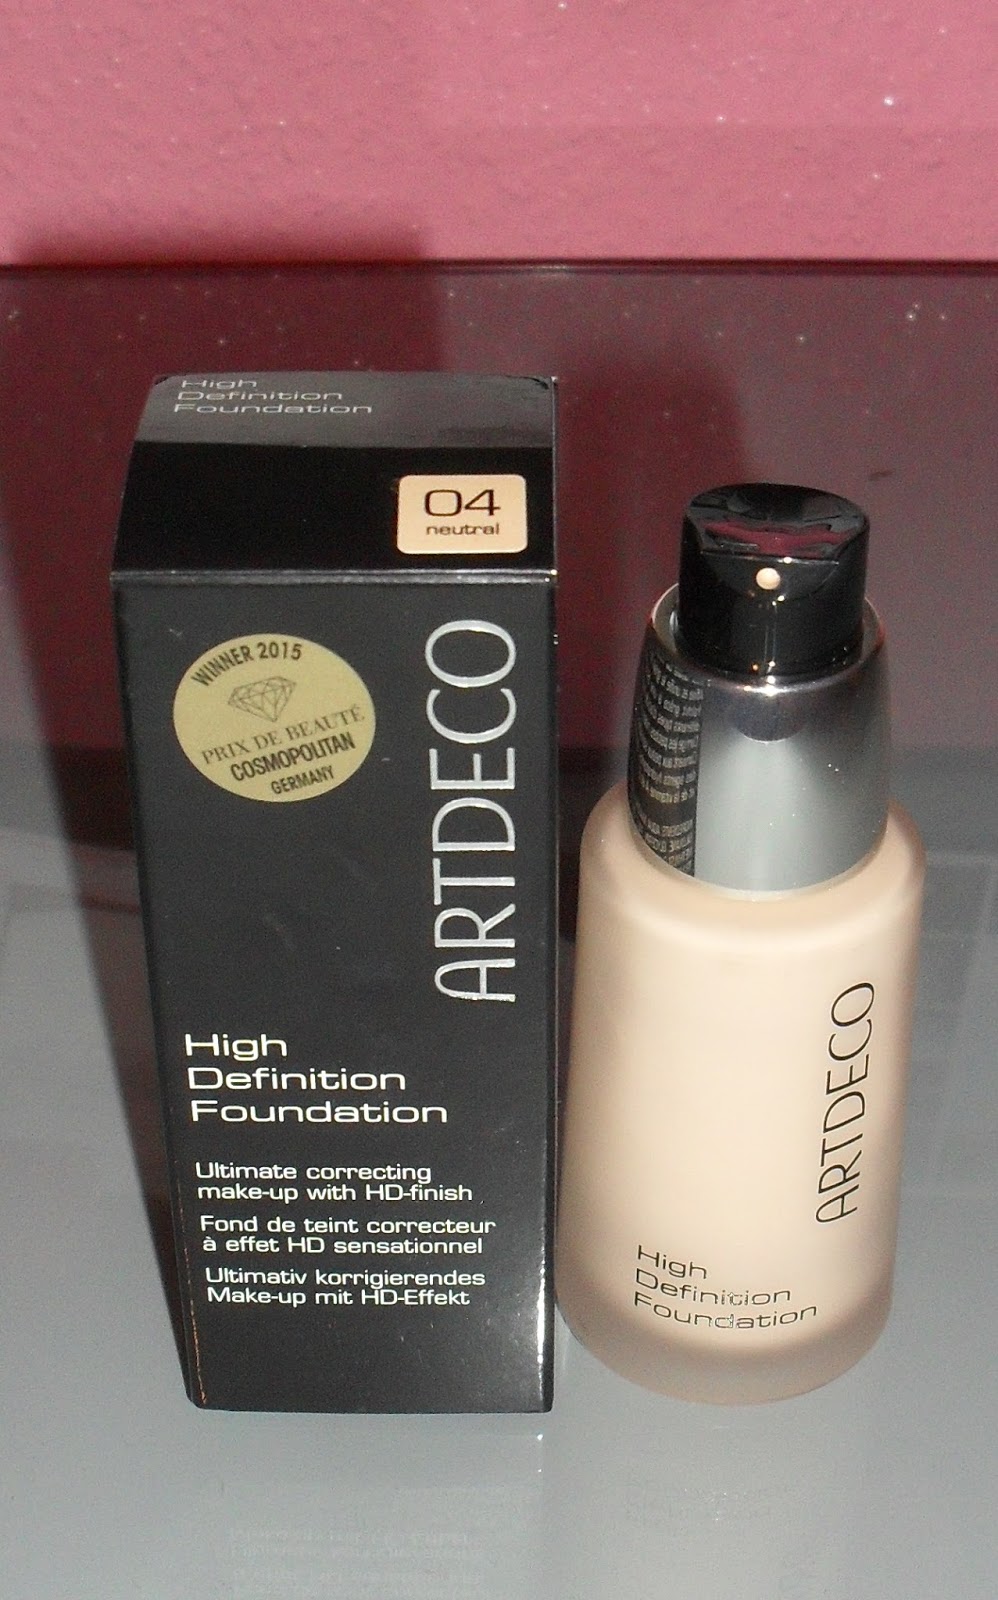 High
Definition
Foundation
04
neutral
WINNER 2015
PRIX DE BEAUTÉ
COSMOPOLITAN
GERMANY
ARTDECO
High
Definition
Foundation
Ultimate correcting
make-up with HD-finish
Fond de teint correcteur
à effet HD sensationnel
Ultimativ korrigierendes
Make-up mit HD-Effekt
ARTDECO
High
Definition
Foundation